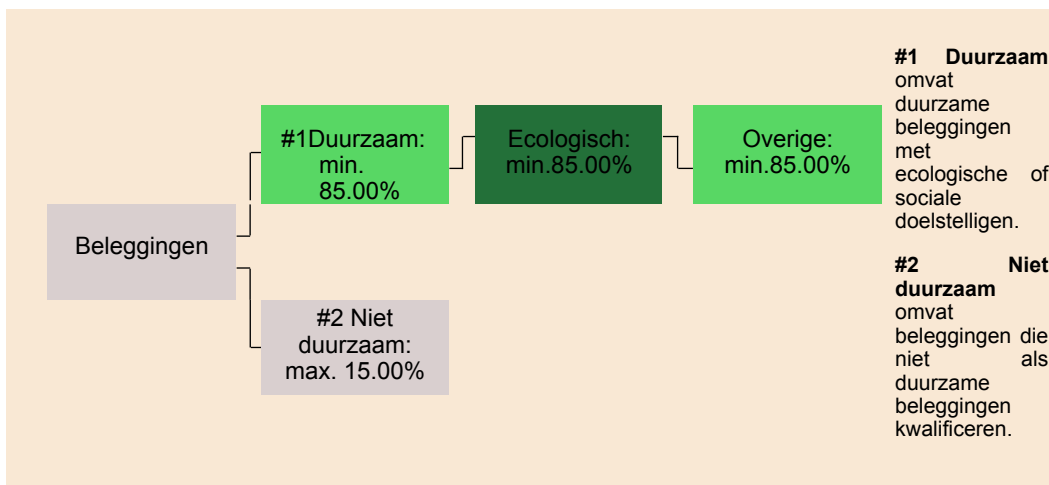 #1Duurzaam:
min.
85.00%
Ecologisch:
min.85.00%
Overige:
min.85.00%
Beleggingen
#2 Niet
duurzaam:
max. 15.00%
#1 Duurzaam
omvat
duurzame
beleggingen
met
ecologische of
sociale
doelstelligen.
#2 Niet
duurzaam
omvat
beleggingen die
niet als
duurzame
beleggingen
kwalificeren.